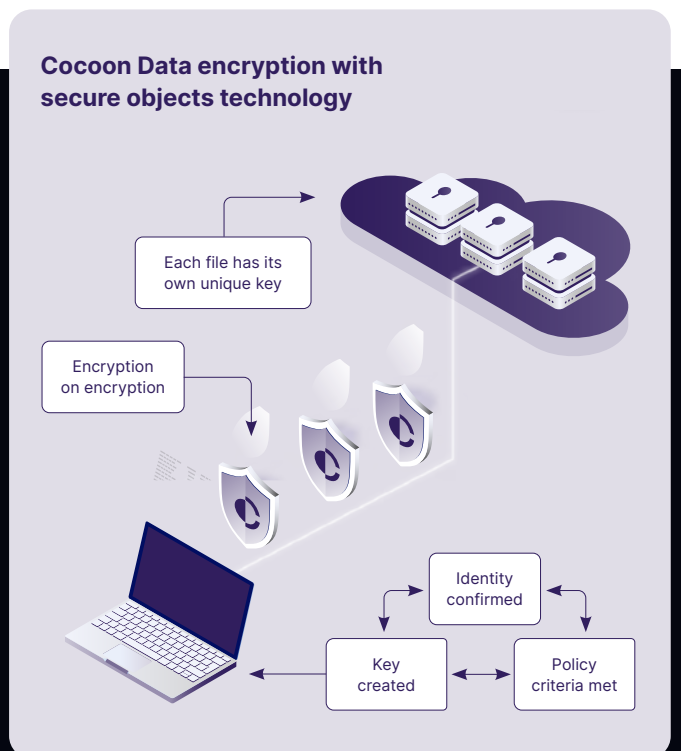 Cocoon Data encryption with
secure objects technology
Each file has its
own unique key
Encryption
on encryption
Identity
confirmed
Key
created
Policy
criteria met